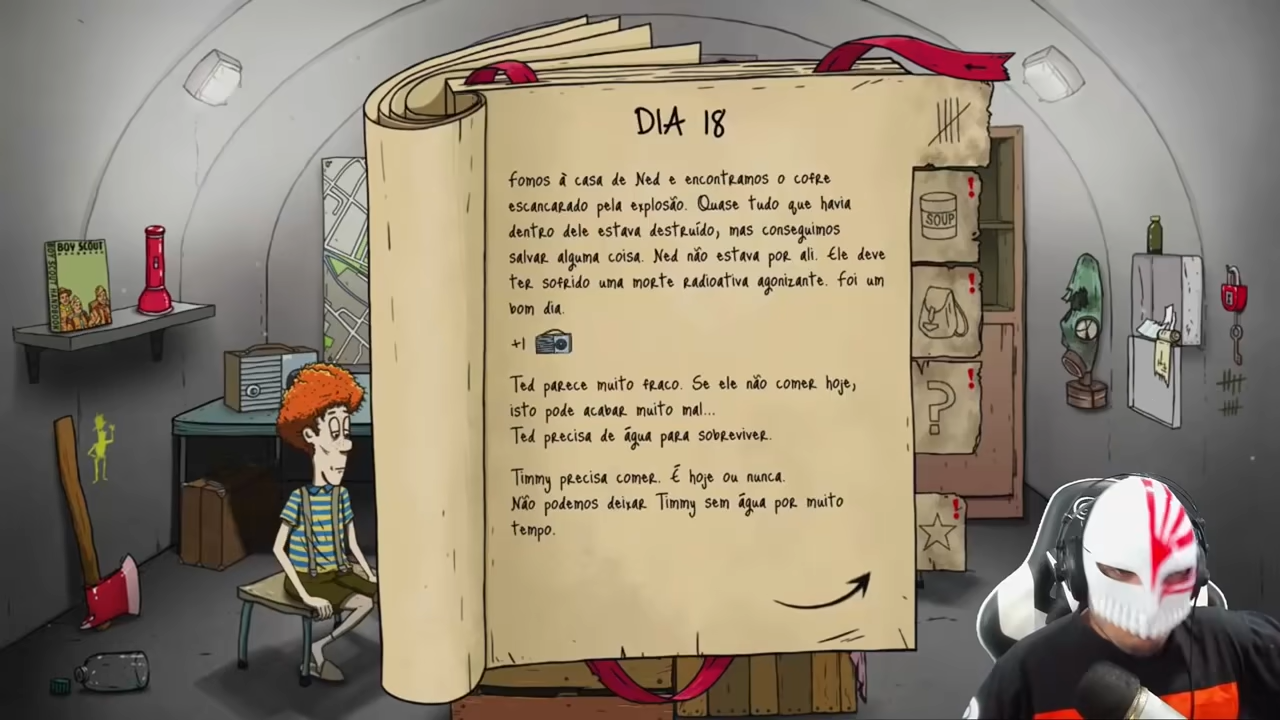 DIA 18
Fomos à casa de Ned e encontramos o cofre
escancarado pela explosão. Quase tudo que havia
dentro dele estava destruído, mas conseguimos
salvar alguma coisa. Ned não estava por ali. Ele deve
ter sofrido uma morte radioativa agonizante. Foi um
bom dia.
+1
Ted parece muito fraco. Se ele não comer hoje,
isto pode acabar muito mal...
Ted precisa de água para sobreviver.
Timmy precisa comer. É hoje ou nunca.
Não podemos deixar Timmy sem água por muito
tempo.
BOY SCOUT
SOUP
!
!
?
!
!